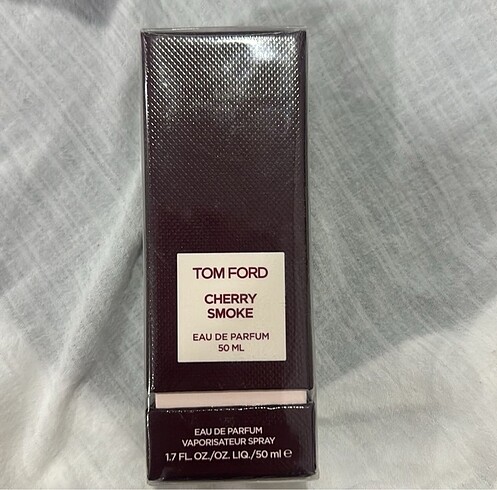 TOM FORD
CHERRY
SMOKE
EAU DE PARFUM
50 ML
EAU DE PARFUM
VAPORISATEUR SPRAY
1.7 FL. OZ./OZ. LIQ./50 ml ℮